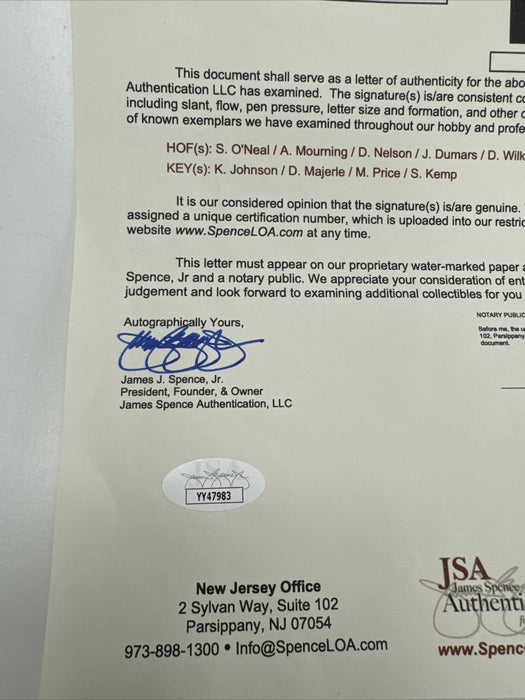 This document shall serve as a letter of authenticity for the abo
Authentication LLC has examined. The signature(s) is/are consistent
including slant, flow, pen pressure, letter size and formation, and other
of known exemplars we have examined throughout our hobby and profe
HOF(s): S. O'Neal / A. Mourning / D. Nelson / J. Dumars / D. Wilk
KEY(s): K. Johnson / D. Majerle / M. Price / S. Kemp
It is our considered opinion that the signature(s) is/are genuine.
assigned a unique certification number, which is uploaded into our restric
website www.SpenceLOA.com at any time.
This letter must appear on our proprietary water-marked paper a
Spence, Jr and a notary public. We appreciate your consideration of ent
judgement and look forward to examining additional collectibles for you
NOTARY PUBLIC
Before me, the u
102, Parsippany
document.
Autographically Yours,
James J. Spence, Jr.
President, Founder, & Owner
James Spence Authentication, LLC
YY47983
New Jersey Office
2 Sylvan Way, Suite 102
Parsippany, NJ 07054
973-898-1300 • Info@SpenceLOA.com
JSA
James Spence
Authenti
www.Spenc